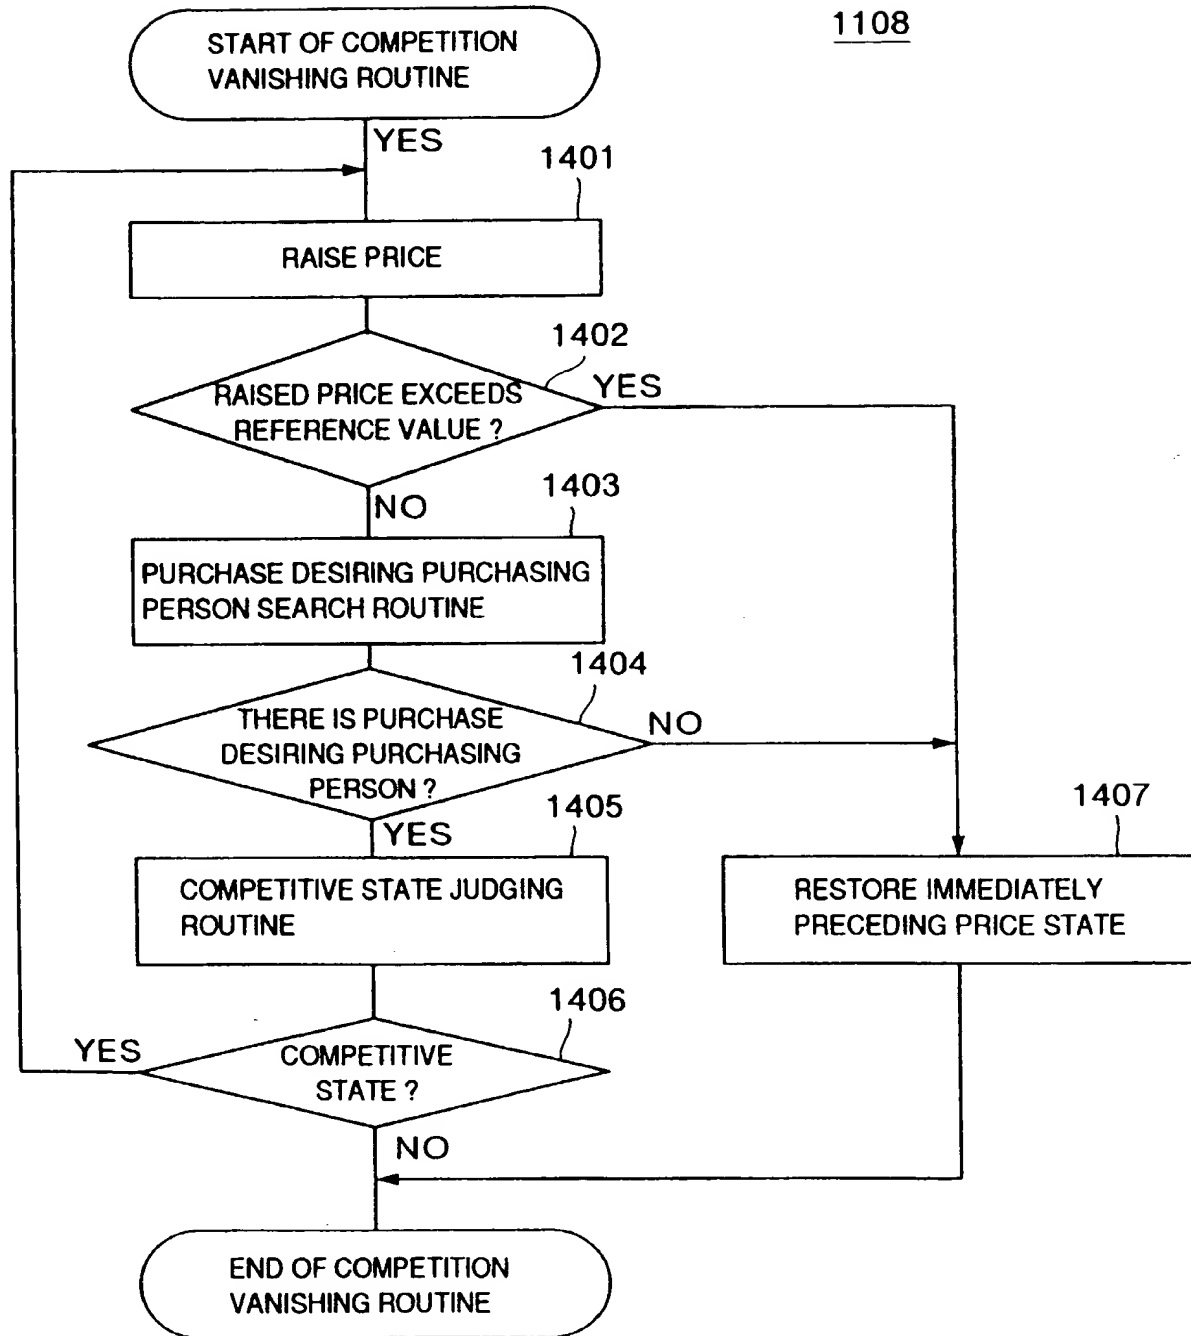 1108
START OF COMPETITION
VANISHING ROUTINE
YES
1401
RAISE PRICE
1402
RAISED PRICE EXCEEDS
REFERENCE VALUE ?
YES
NO
1403
PURCHASE DESIRING PURCHASING
PERSON SEARCH ROUTINE
1404
THERE IS PURCHASE
DESIRING PURCHASING
PERSON ?
NO
YES
1405
COMPETITIVE STATE JUDGING
ROUTINE
1407
RESTORE IMMEDIATELY
PRECEDING PRICE STATE
1406
COMPETITIVE
STATE ?
YES
NO
END OF COMPETITION
VANISHING ROUTINE